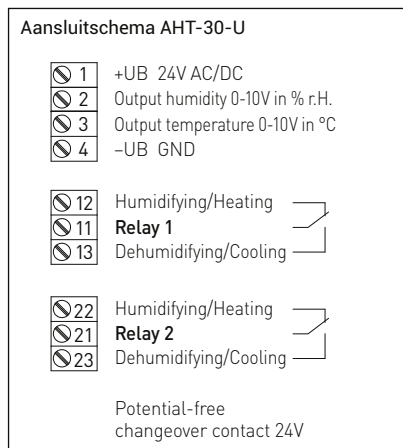 Aansluitschema AHT-30-U
1 +UB 24V AC/DC
2 Output humidity 0-10V in % r.H.
3 Output temperature 0-10V in °C
4 –UB GND
12 Humidifying/Heating
11 Relay 1
13 Dehumidifying/Cooling
22 Humidifying/Heating
21 Relay 2
23 Dehumidifying/Cooling
Potential-free
changeover contact 24V